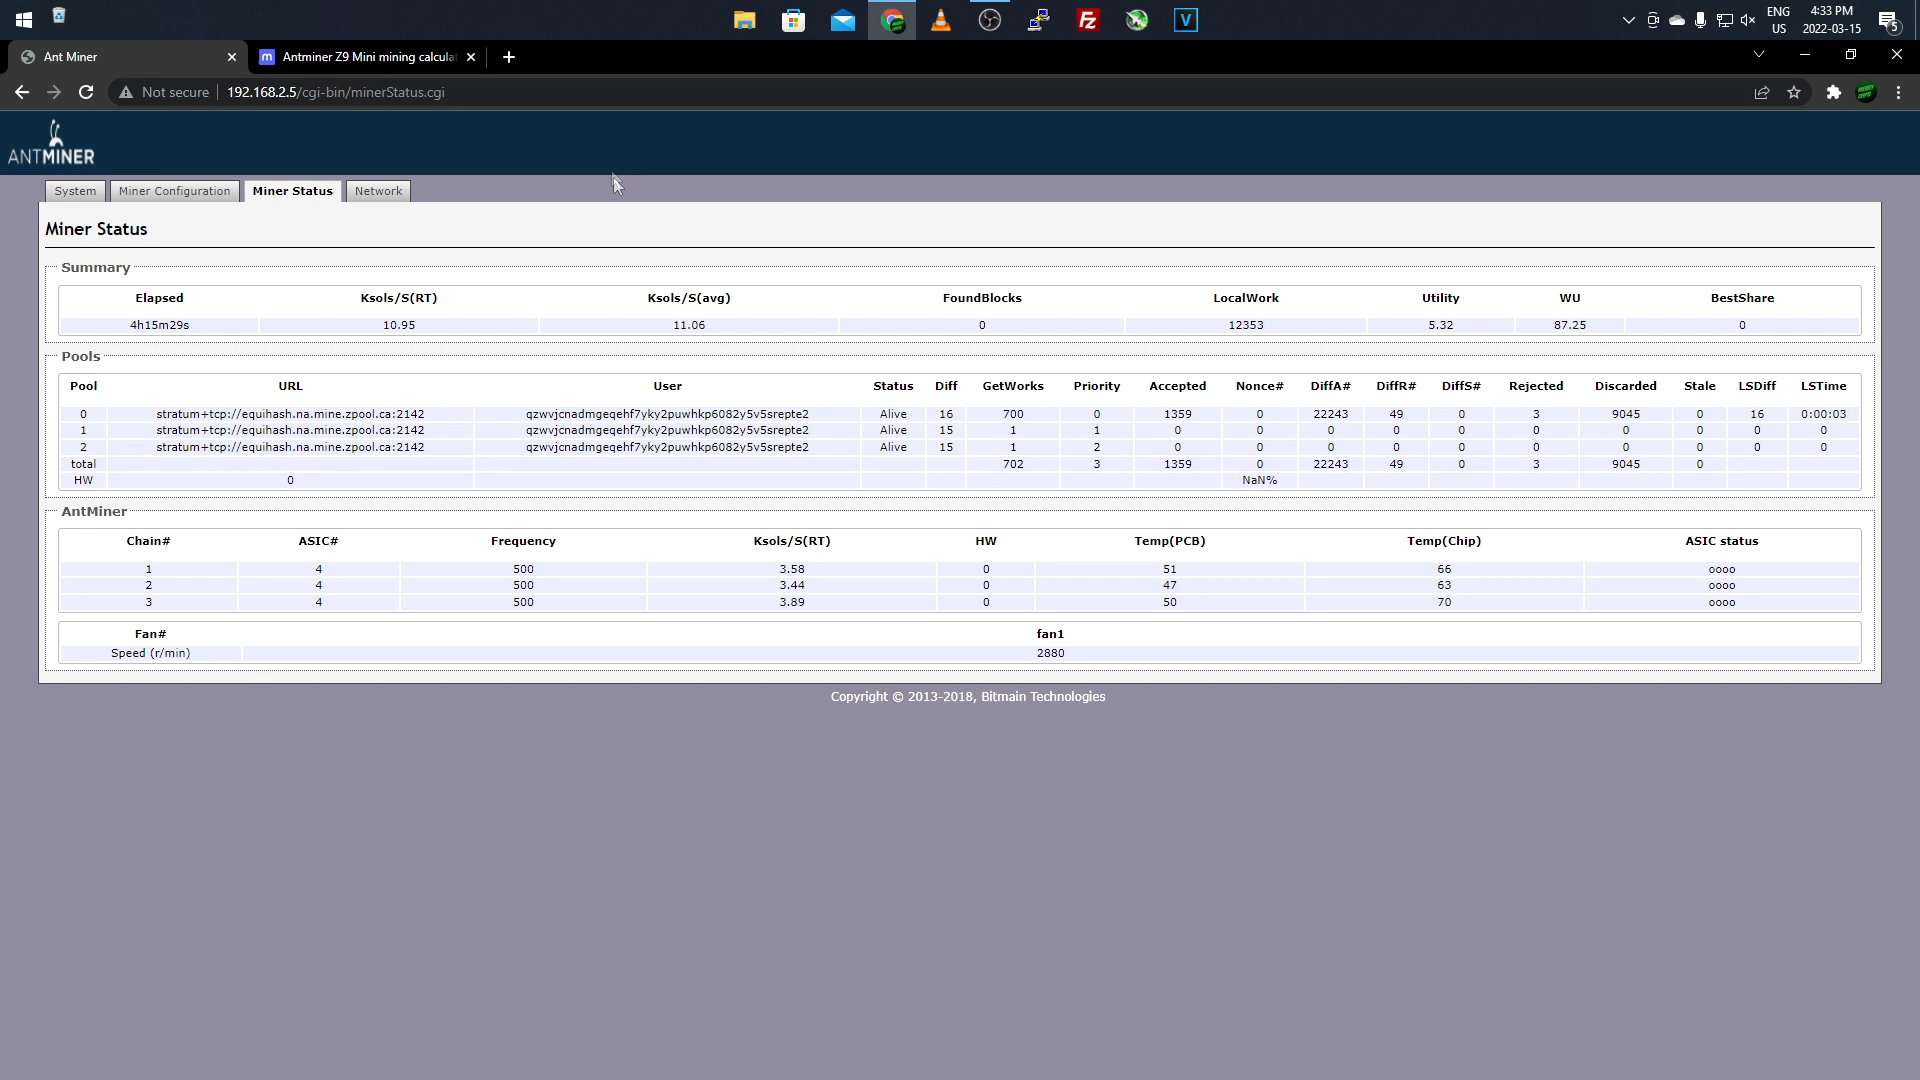 ENG
US
4:33 PM
2022-03-15
5
Ant Miner
m Antminer Z9 Mini mining calculat
Not secure 192.168.2.5/cgi-bin/minerStatus.cgi
ANTMINER
System Miner Configuration Miner Status Network
Miner Status
Summary
Elapsed Ksols/S(RT) Ksols/S(avg) FoundBlocks LocalWork Utility WU BestShare
4h15m29s 10.95 11.06 0 12353 5.32 87.25 0
Pools
Pool URL User Status Diff GetWorks Priority Accepted Nonce# DiffA# DiffR# DiffS# Rejected Discarded Stale LSDiff LSTime
0 stratum+tcp://equihash.na.mine.zpool.ca:2142 qzwvjcnadmgeqehf7yky2puwhkp6082y5v5srepte2 Alive 16 700 0 1359 0 22243 49 0 3 9045 0 16 0:00:03
1 stratum+tcp://equihash.na.mine.zpool.ca:2142 qzwvjcnadmgeqehf7yky2puwhkp6082y5v5srepte2 Alive 15 1 1 0 0 0 0 0 0 0 0 0 0
2 stratum+tcp://equihash.na.mine.zpool.ca:2142 qzwvjcnadmgeqehf7yky2puwhkp6082y5v5srepte2 Alive 15 1 2 0 0 0 0 0 0 0 0 0 0
total 702 3 1359 0 22243 49 0 3 9045 0
HW 0 NaN%
AntMiner
Chain# ASIC# Frequency Ksols/S(RT) HW Temp(PCB) Temp(Chip) ASIC status
1 4 500 3.58 0 51 66 oooo
2 4 500 3.44 0 47 63 oooo
3 4 500 3.89 0 50 70 oooo
Fan# fan1
Speed (r/min) 2880
Copyright © 2013-2018, Bitmain Technologies